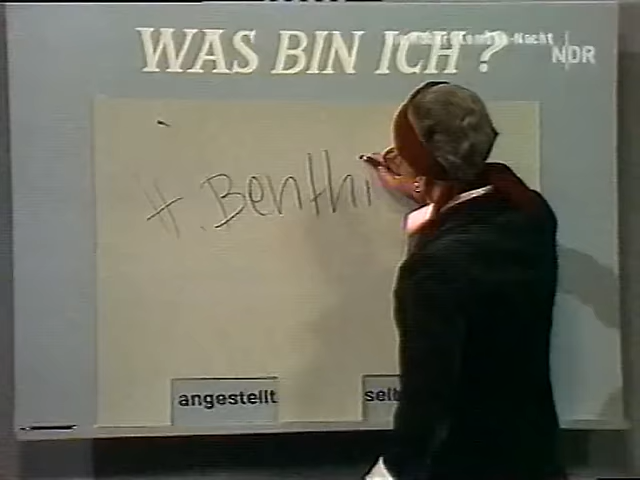 WAS BIN ICH ?
NDR
H. Benthi
angestellt
selb